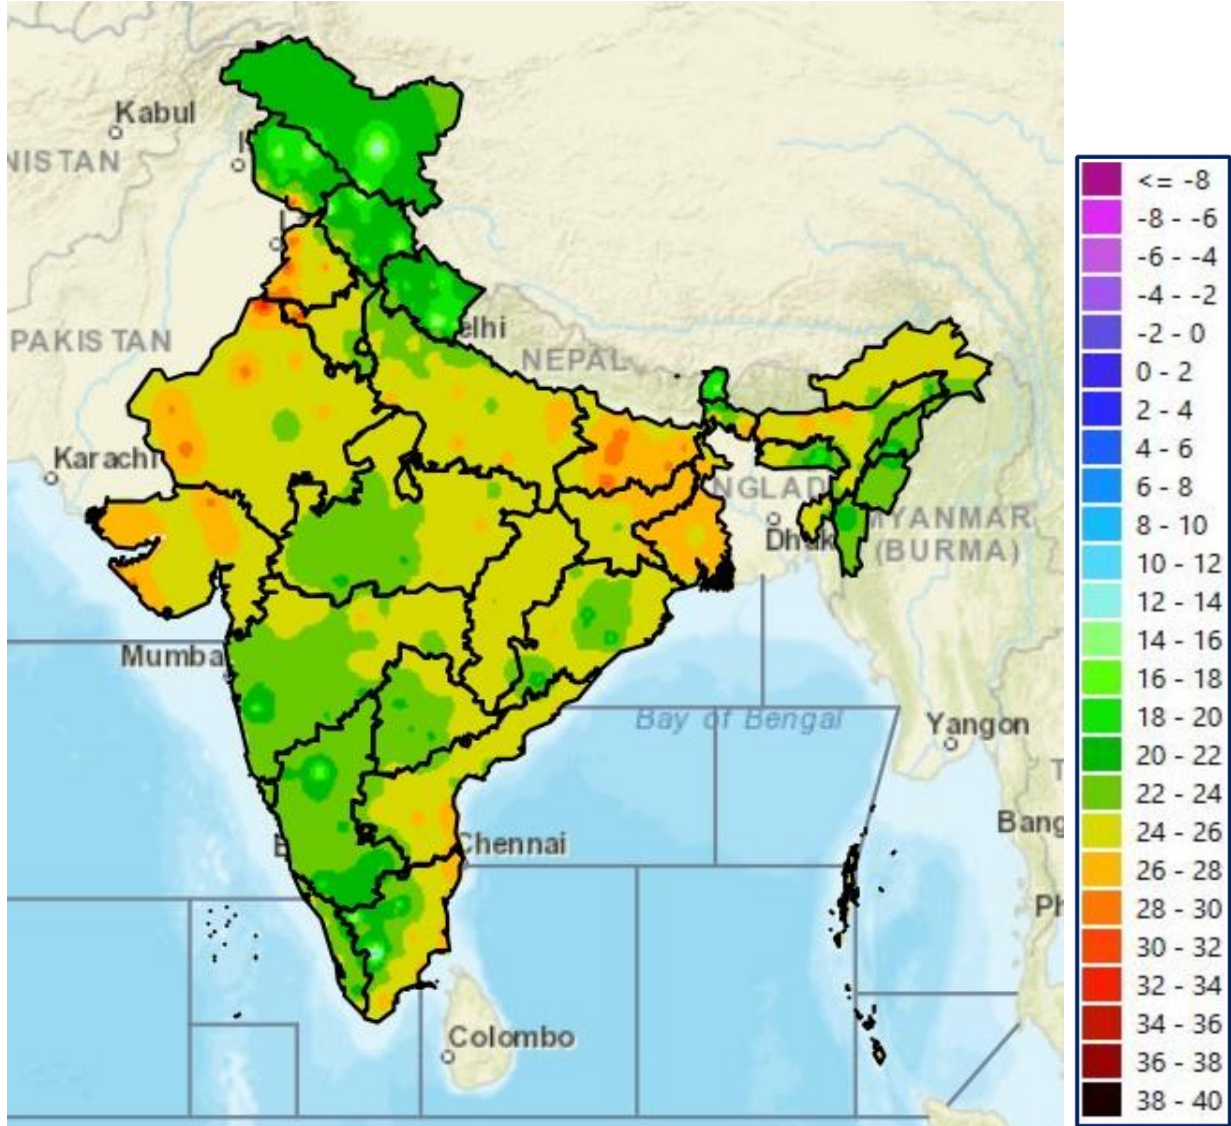 Kabul
NISTAN
PAKISTAN
elhi
NEPAL
Karachi
NGLAD
Dhak
MYANMAR
(BURMA)
Mumba
Bay of Bengal
Yangon
Bang
Chennai
Ph
Colombo
<= -8
-8 - -6
-6 - -4
-4 - -2
-2 - 0
0 - 2
2 - 4
4 - 6
6 - 8
8 - 10
10 - 12
12 - 14
14 - 16
16 - 18
18 - 20
20 - 22
22 - 24
24 - 26
26 - 28
28 - 30
30 - 32
32 - 34
34 - 36
36 - 38
38 - 40